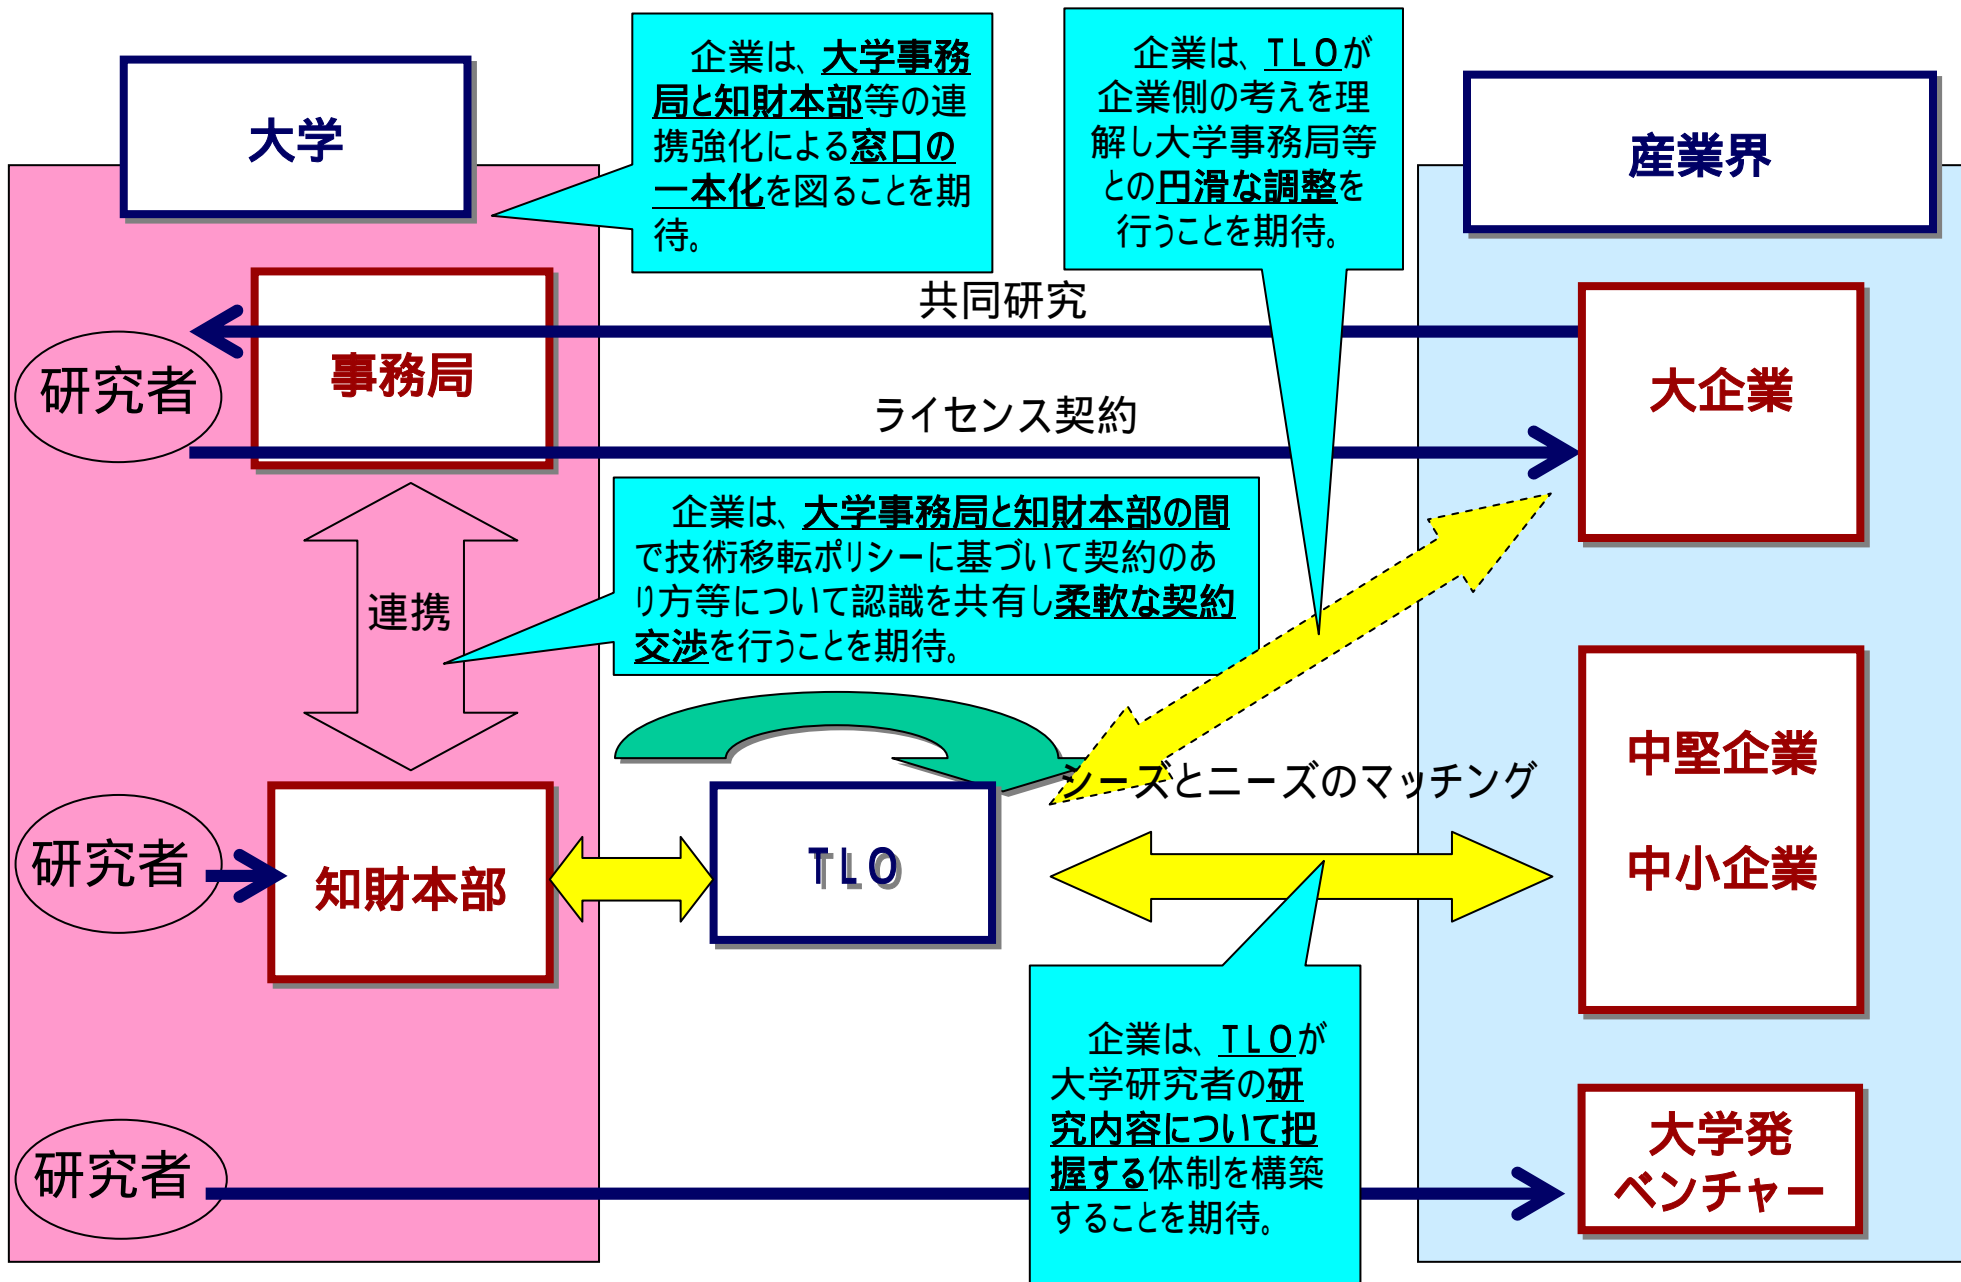 大学
企業は、大学事務
局と知財本部等の連
携強化による窓口の
一本化を図ることを期
待。
企業は、ＴＬＯが
企業側の考えを理
解し大学事務局等
との円滑な調整を
行うことを期待。
産業界
共同研究
研究者
事務局
大企業
ライセンス契約
企業は、大学事務局と知財本部の間
で技術移転ポリシーに基づいて契約のあ
り方等について認識を共有し柔軟な契約
交渉を行うことを期待。
連携
シーズとニーズのマッチング
中堅企業
中小企業
研究者
知財本部
ＴＬＯ
企業は、ＴＬＯが
大学研究者の研
究内容について把
握する体制を構築
することを期待。
研究者
大学発
ベンチャー